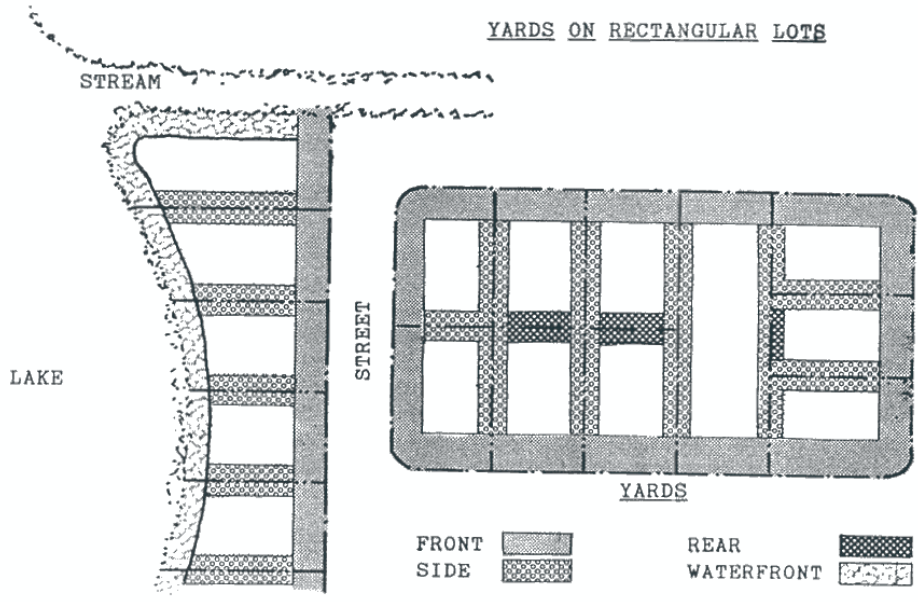 YARDS ON RECTANGULAR LOTS
STREAM
STREET
LAKE
YARDS
FRONT
REAR
SIDE
WATERFRONT